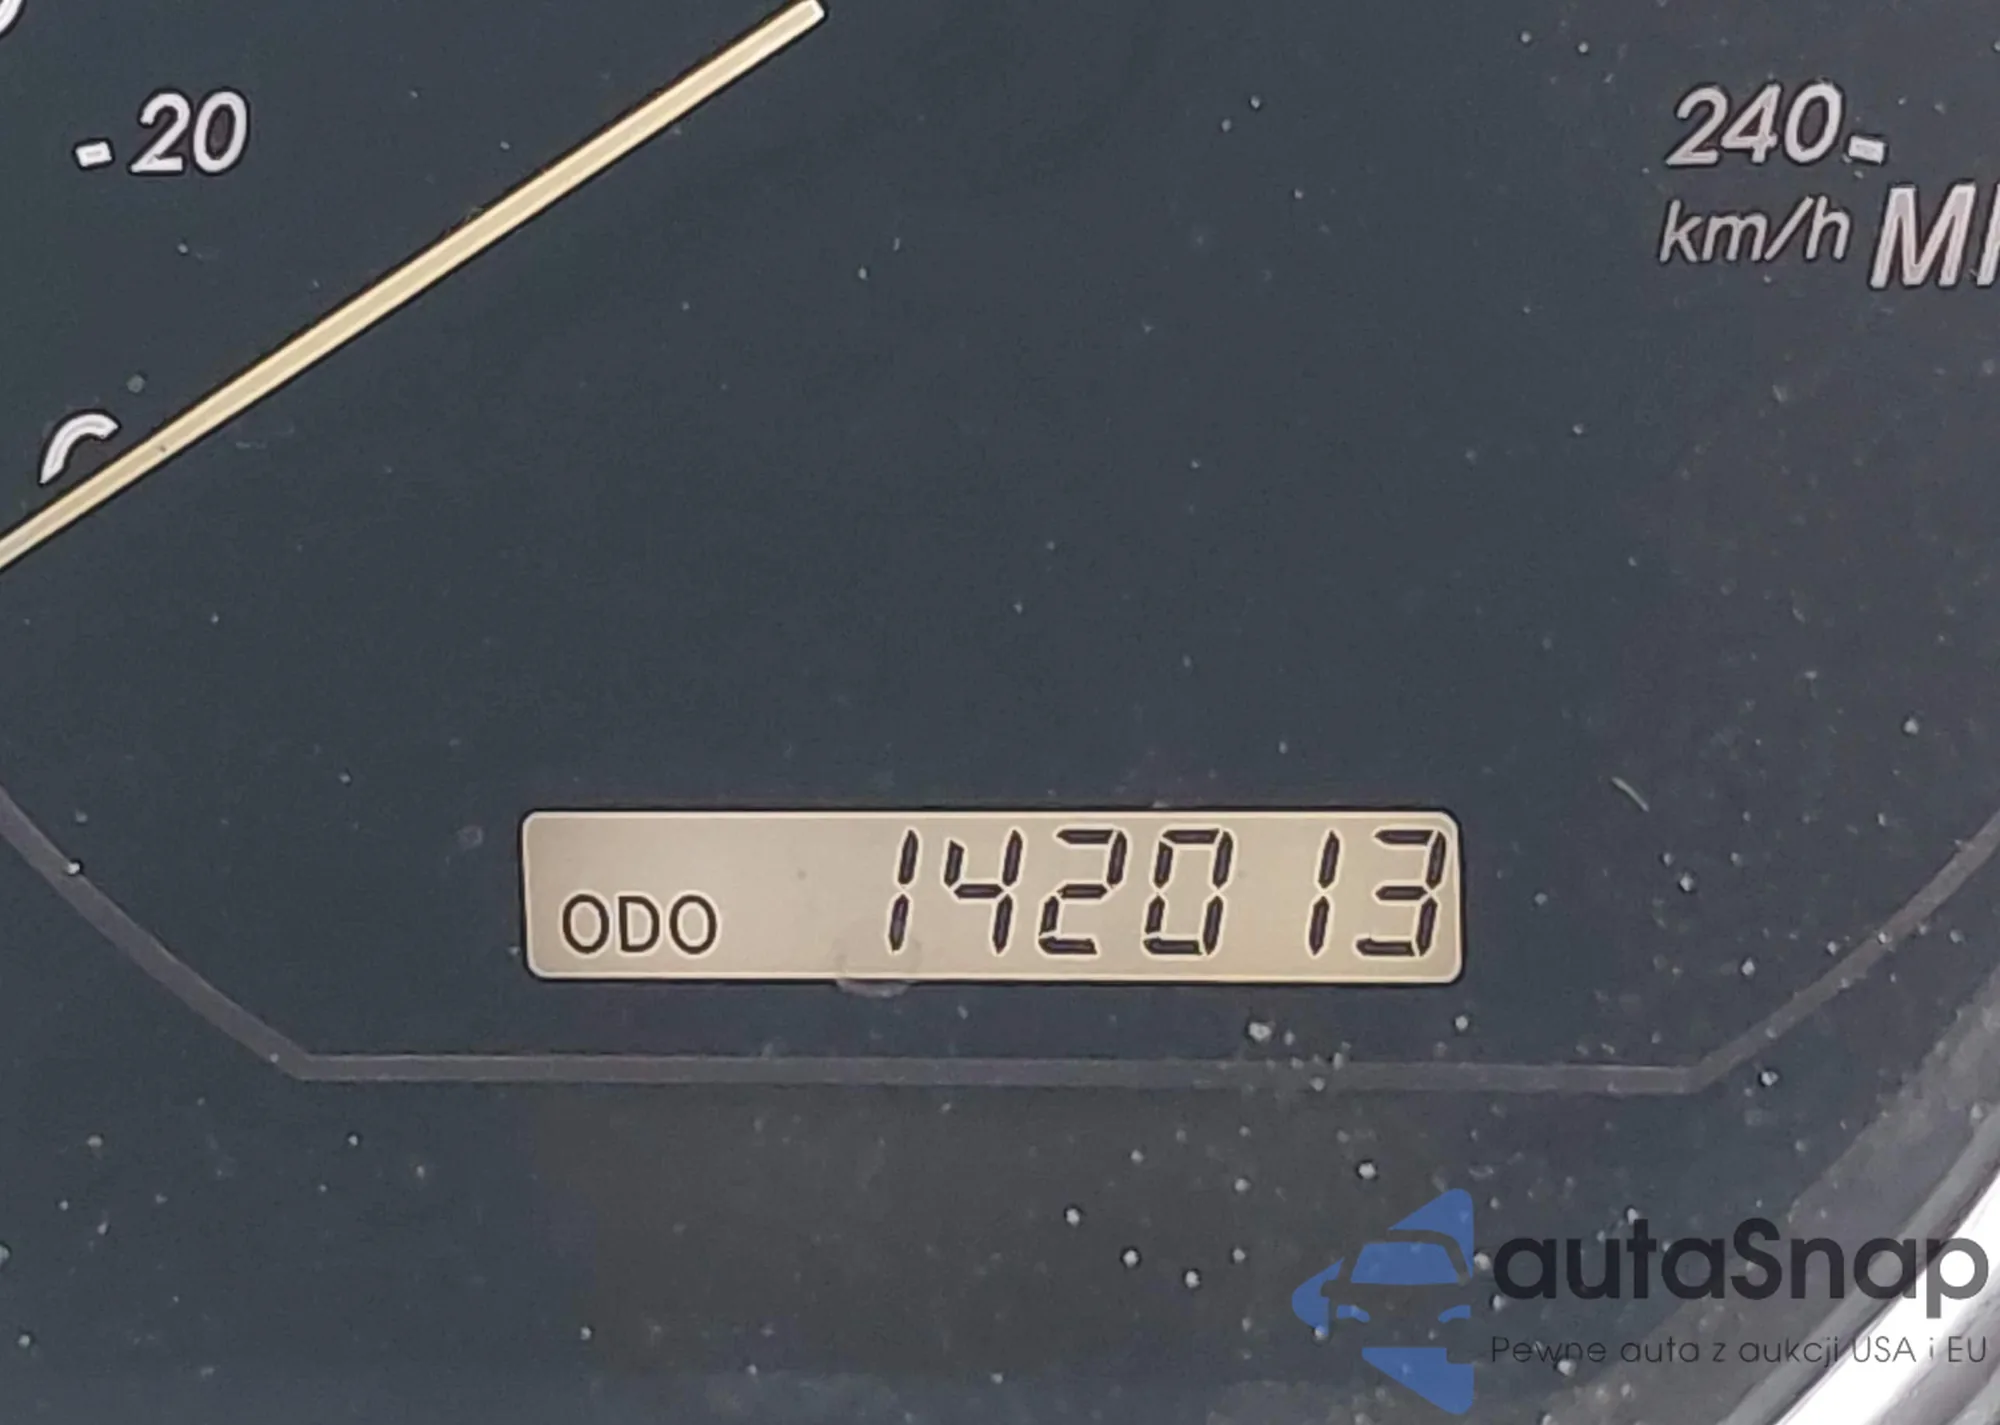 -20
240-
km/h
ODO 142013
autaSnap
Pewne auta z aukcji USA i EU